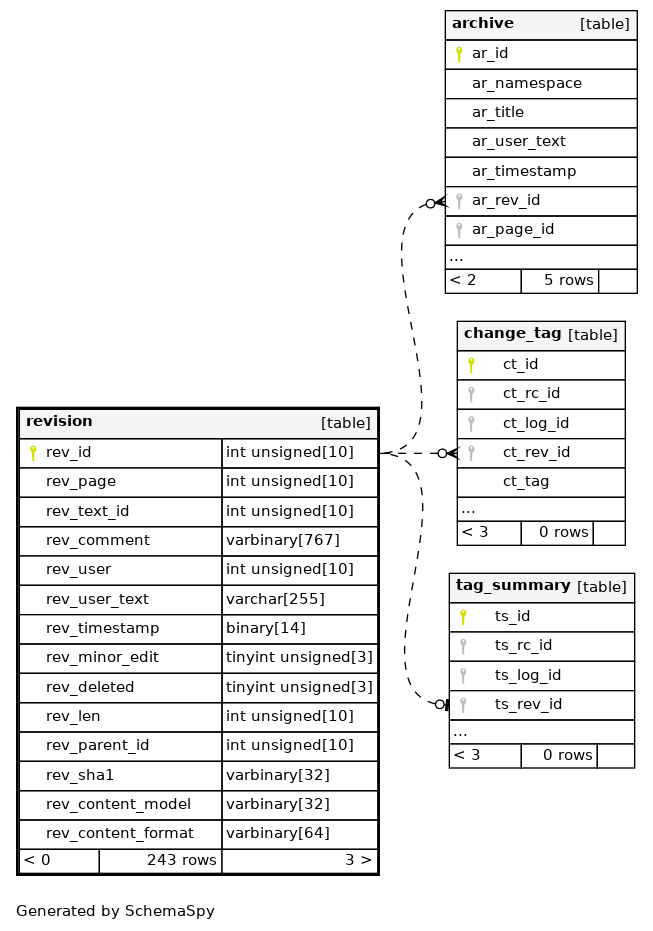 archive [table]
ar_id
ar_namespace
ar_title
ar_user_text
ar_timestamp
ar_rev_id
ar_page_id
...
< 2 5 rows
change_tag [table]
ct_id
ct_rc_id
ct_log_id
ct_rev_id
ct_tag
...
< 3 0 rows
revision [table]
rev_id int unsigned[10]
rev_page int unsigned[10]
rev_text_id int unsigned[10]
rev_comment varbinary[767]
rev_user int unsigned[10]
rev_user_text varchar[255]
rev_timestamp binary[14]
rev_minor_edit tinyint unsigned[3]
rev_deleted tinyint unsigned[3]
rev_len int unsigned[10]
rev_parent_id int unsigned[10]
rev_sha1 varbinary[32]
rev_content_model varbinary[32]
rev_content_format varbinary[64]
< 0 243 rows 3 >
tag_summary [table]
ts_id
ts_rc_id
ts_log_id
ts_rev_id
...
< 3 0 rows
Generated by SchemaSpy